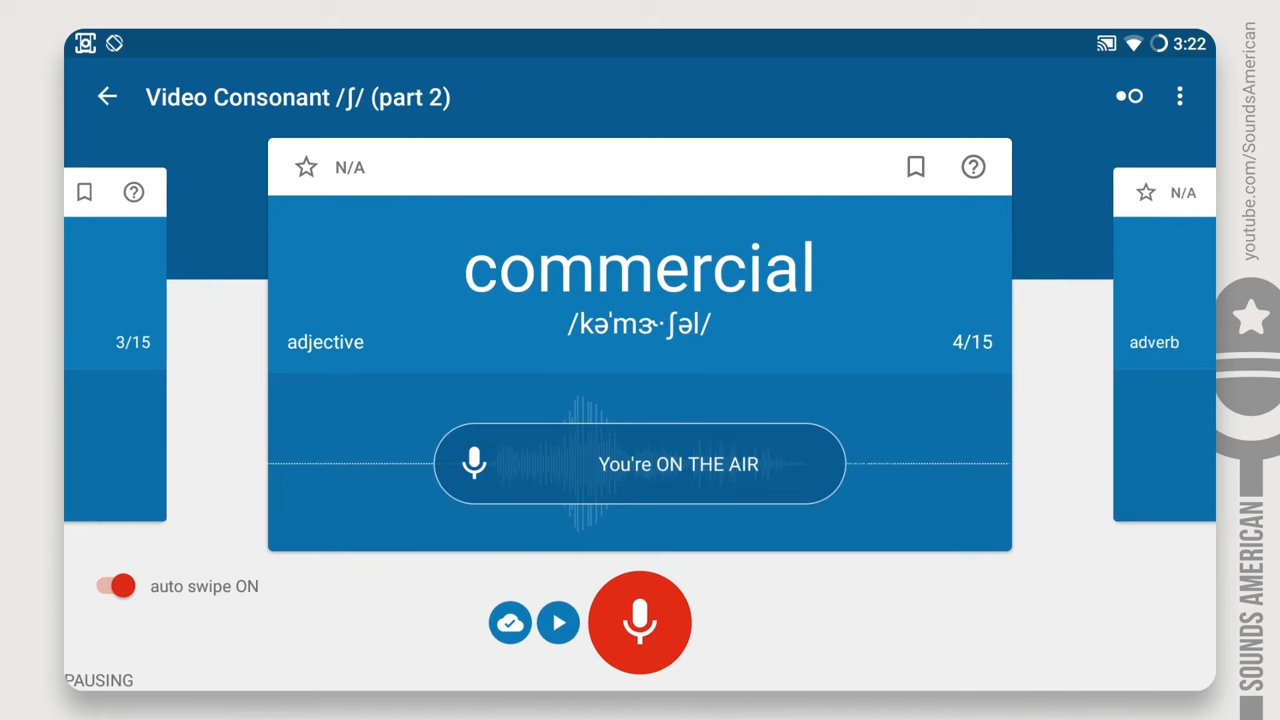 3:22
Video Consonant /ʃ/ (part 2)
N/A
N/A
commercial
/kəˈmɝ·ʃəl/
adjective
4/15
3/15
adverb
You're ON THE AIR
auto swipe ON
PAUSING
youtube.com/SoundsAmerican
SOUNDS AMERICAN